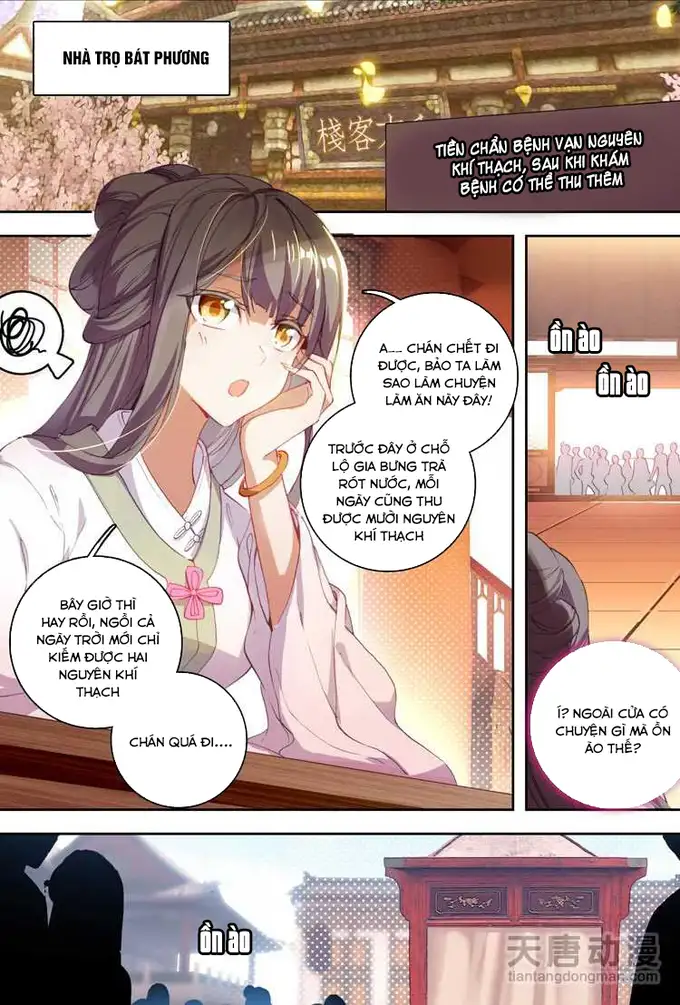 NHÀ TRỌ BÁT PHƯƠNG
客棧
TIỀN CHẨN BỆNH VẠN NGUYÊN
KHÍ THẠCH, SAU KHI KHÁM
BỆNH CÓ THỂ THU THÊM
A__ CHÁN CHẾT ĐI
ĐƯỢC, BẢO TA LÀM
SAO LÀM CHUYỆN
LÀM ĂN NÀY ĐÂY!
TRƯỚC ĐÂY Ở CHỖ
LỘ GIA BƯNG TRÀ
RÓT NƯỚC, MỖI
NGÀY CŨNG THU
ĐƯỢC MƯỜI NGUYÊN
KHÍ THẠCH
BÂY GIỜ THÌ
HAY RỒI, NGỒI CẢ
NGÀY TRỜI MỚI CHỈ
KIẾM ĐƯỢC HAI
NGUYÊN KHÍ
THẠCH
CHÁN QUÁ ĐI....
ỒN ÀO
ỒN ÀO
Í? NGOÀI CỬA CÓ
CHUYỆN GÌ MÀ ỒN
ÀO THẾ?
ỒN ÀO
天唐动漫
tiantangdongman.com